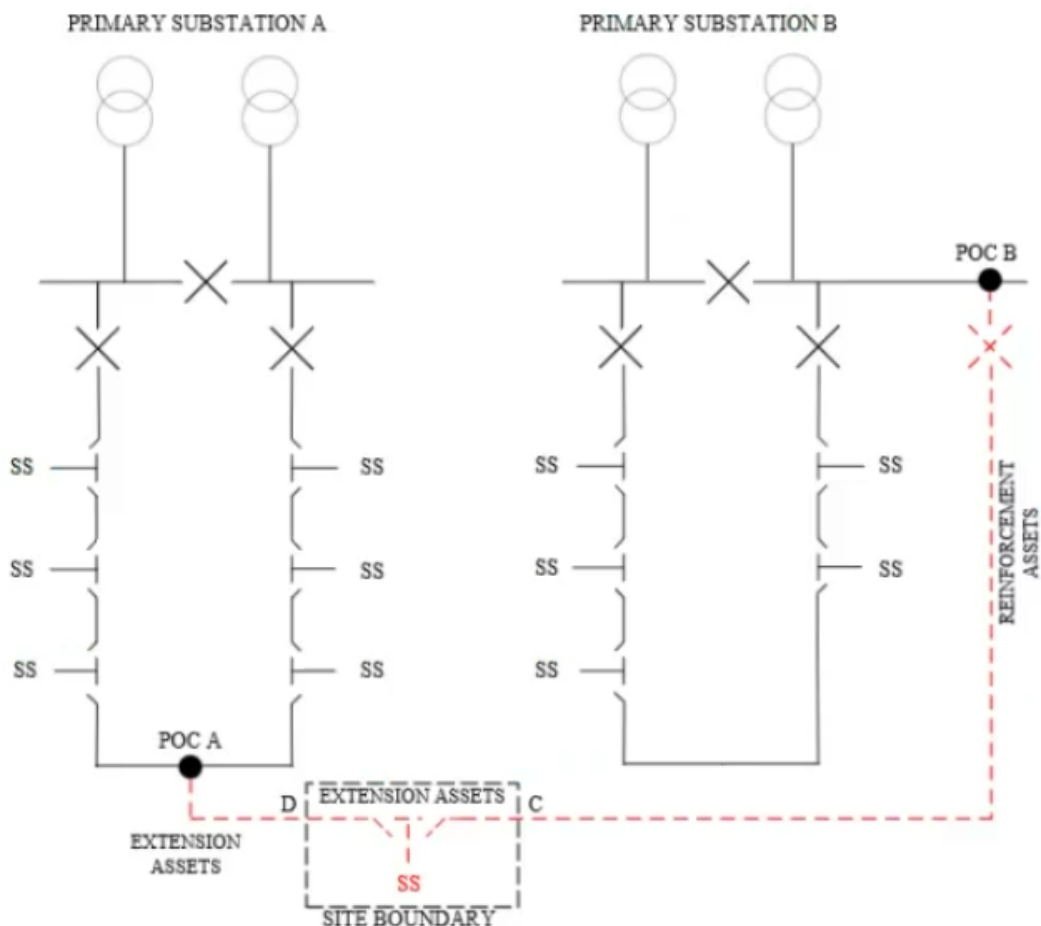 PRIMARY SUBSTATION A
PRIMARY SUBSTATION B
POC B
SS
SS
SS
SS
SS
SS
SS
SS
REINFORCEMENT
ASSETS
SS
SS
SS
POC A
D
EXTENSION ASSETS
C
EXTENSION
ASSETS
SS
SITE BOUNDARY